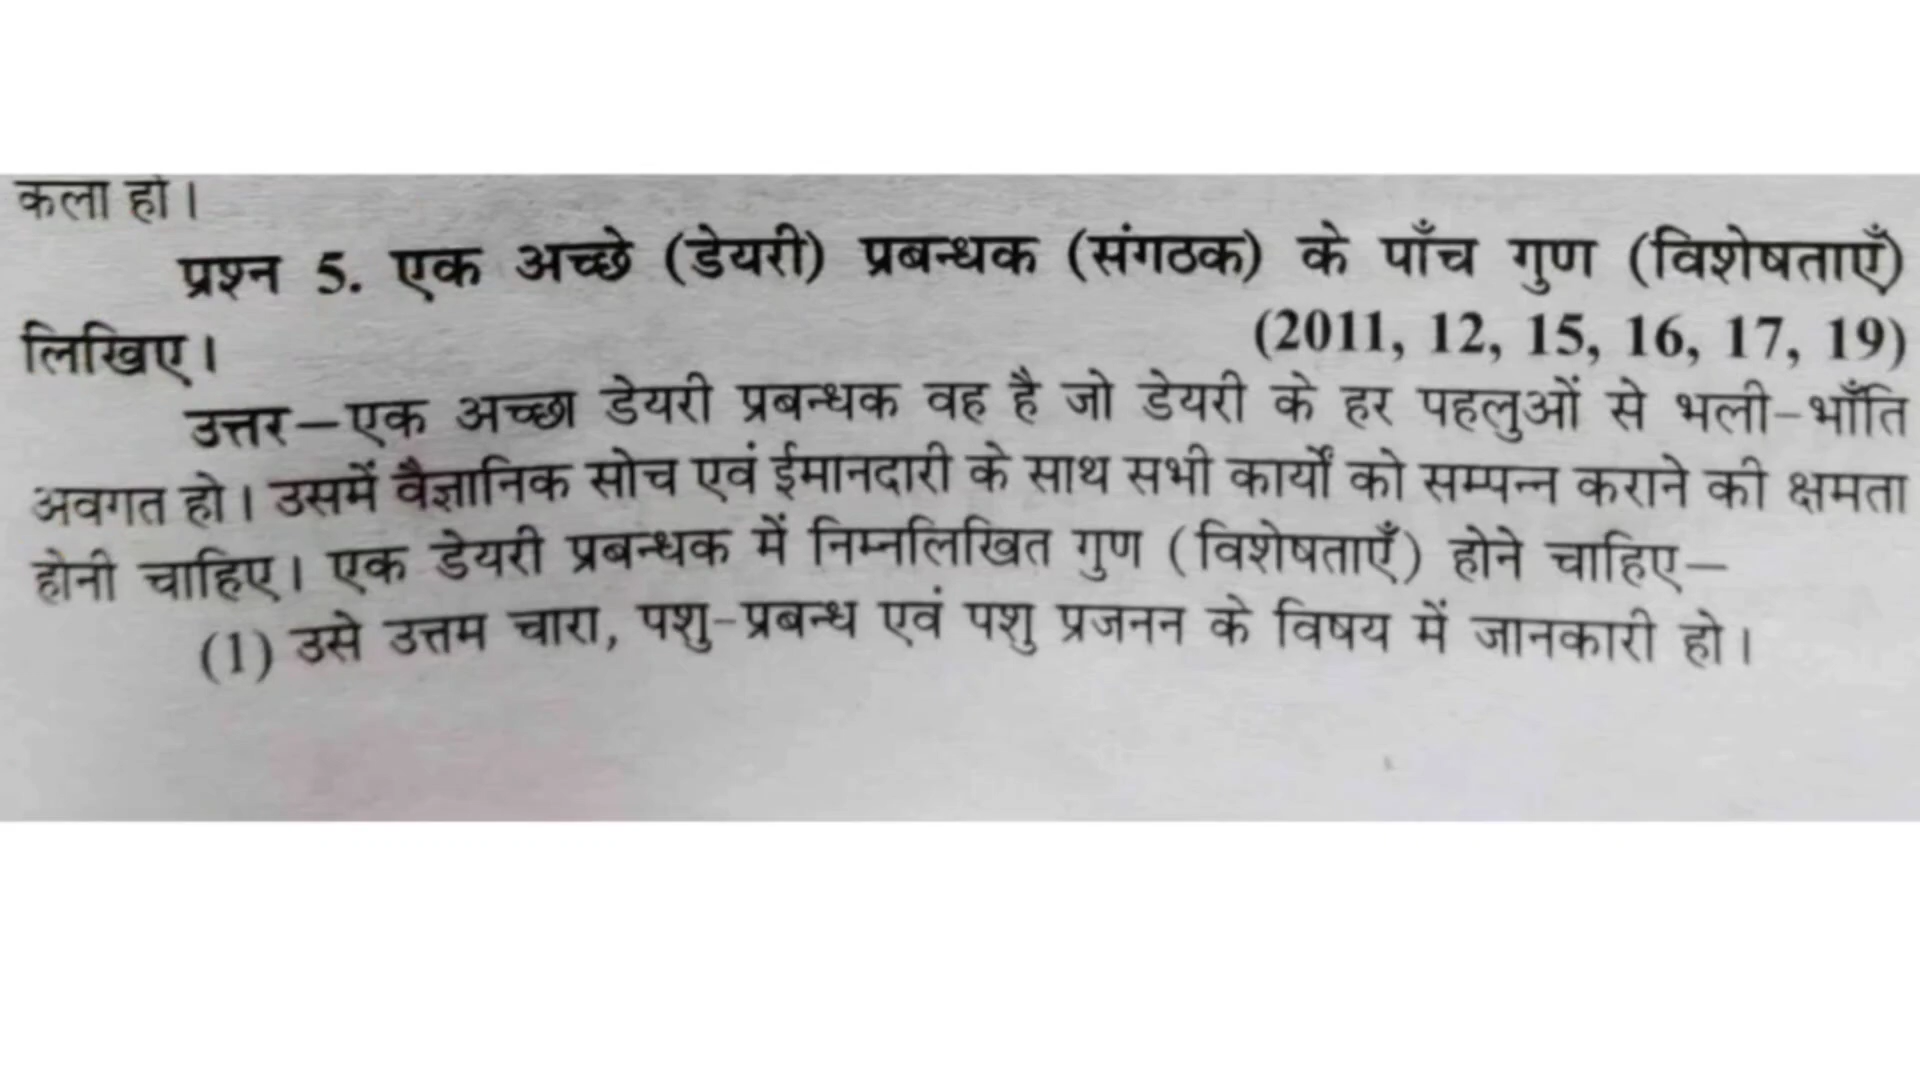 कला हो।
प्रश्न 5. एक अच्छे (डेयरी) प्रबन्धक (संगठक) के पाँच गुण (विशेषताएँ)
लिखिए।
(2011, 12, 15, 16, 17, 19)
उत्तर–एक अच्छा डेयरी प्रबन्धक वह है जो डेयरी के हर पहलुओं से भली-भाँति
अवगत हो। उसमें वैज्ञानिक सोच एवं ईमानदारी के साथ सभी कार्यों को सम्पन्न कराने की क्षमता
होनी चाहिए। एक डेयरी प्रबन्धक में निम्नलिखित गुण (विशेषताएँ) होने चाहिए–
(1) उसे उत्तम चारा, पशु-प्रबन्ध एवं पशु प्रजनन के विषय में जानकारी हो।